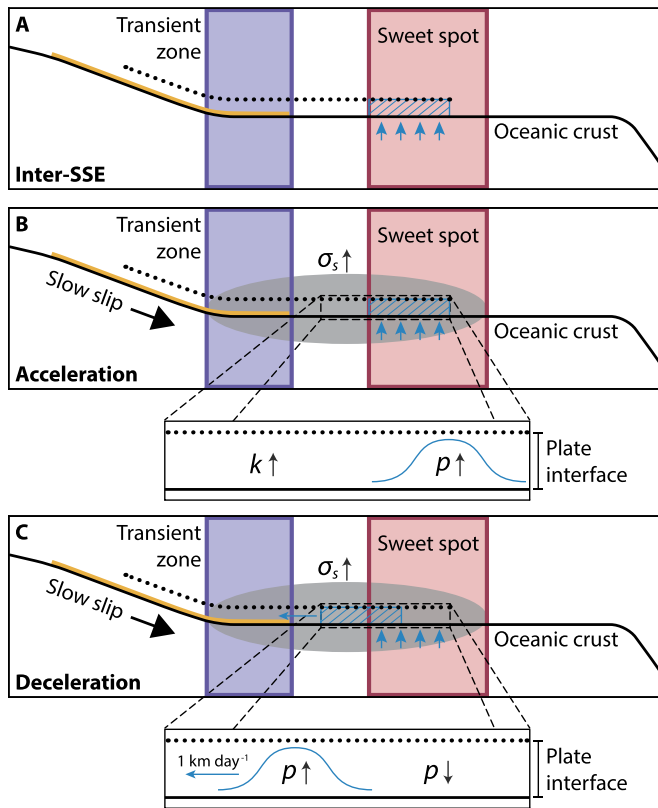 A
Transient
zone
Sweet spot
Oceanic crust
Inter-SSE
B
Transient
zone
σs↑
Sweet spot
Slow slip
Oceanic crust
Acceleration
k↑
p↑
Plate
interface
C
Transient
zone
σs↑
Sweet spot
Slow slip
Oceanic crust
Deceleration
1 km day⁻¹
p↑
p↓
Plate
interface